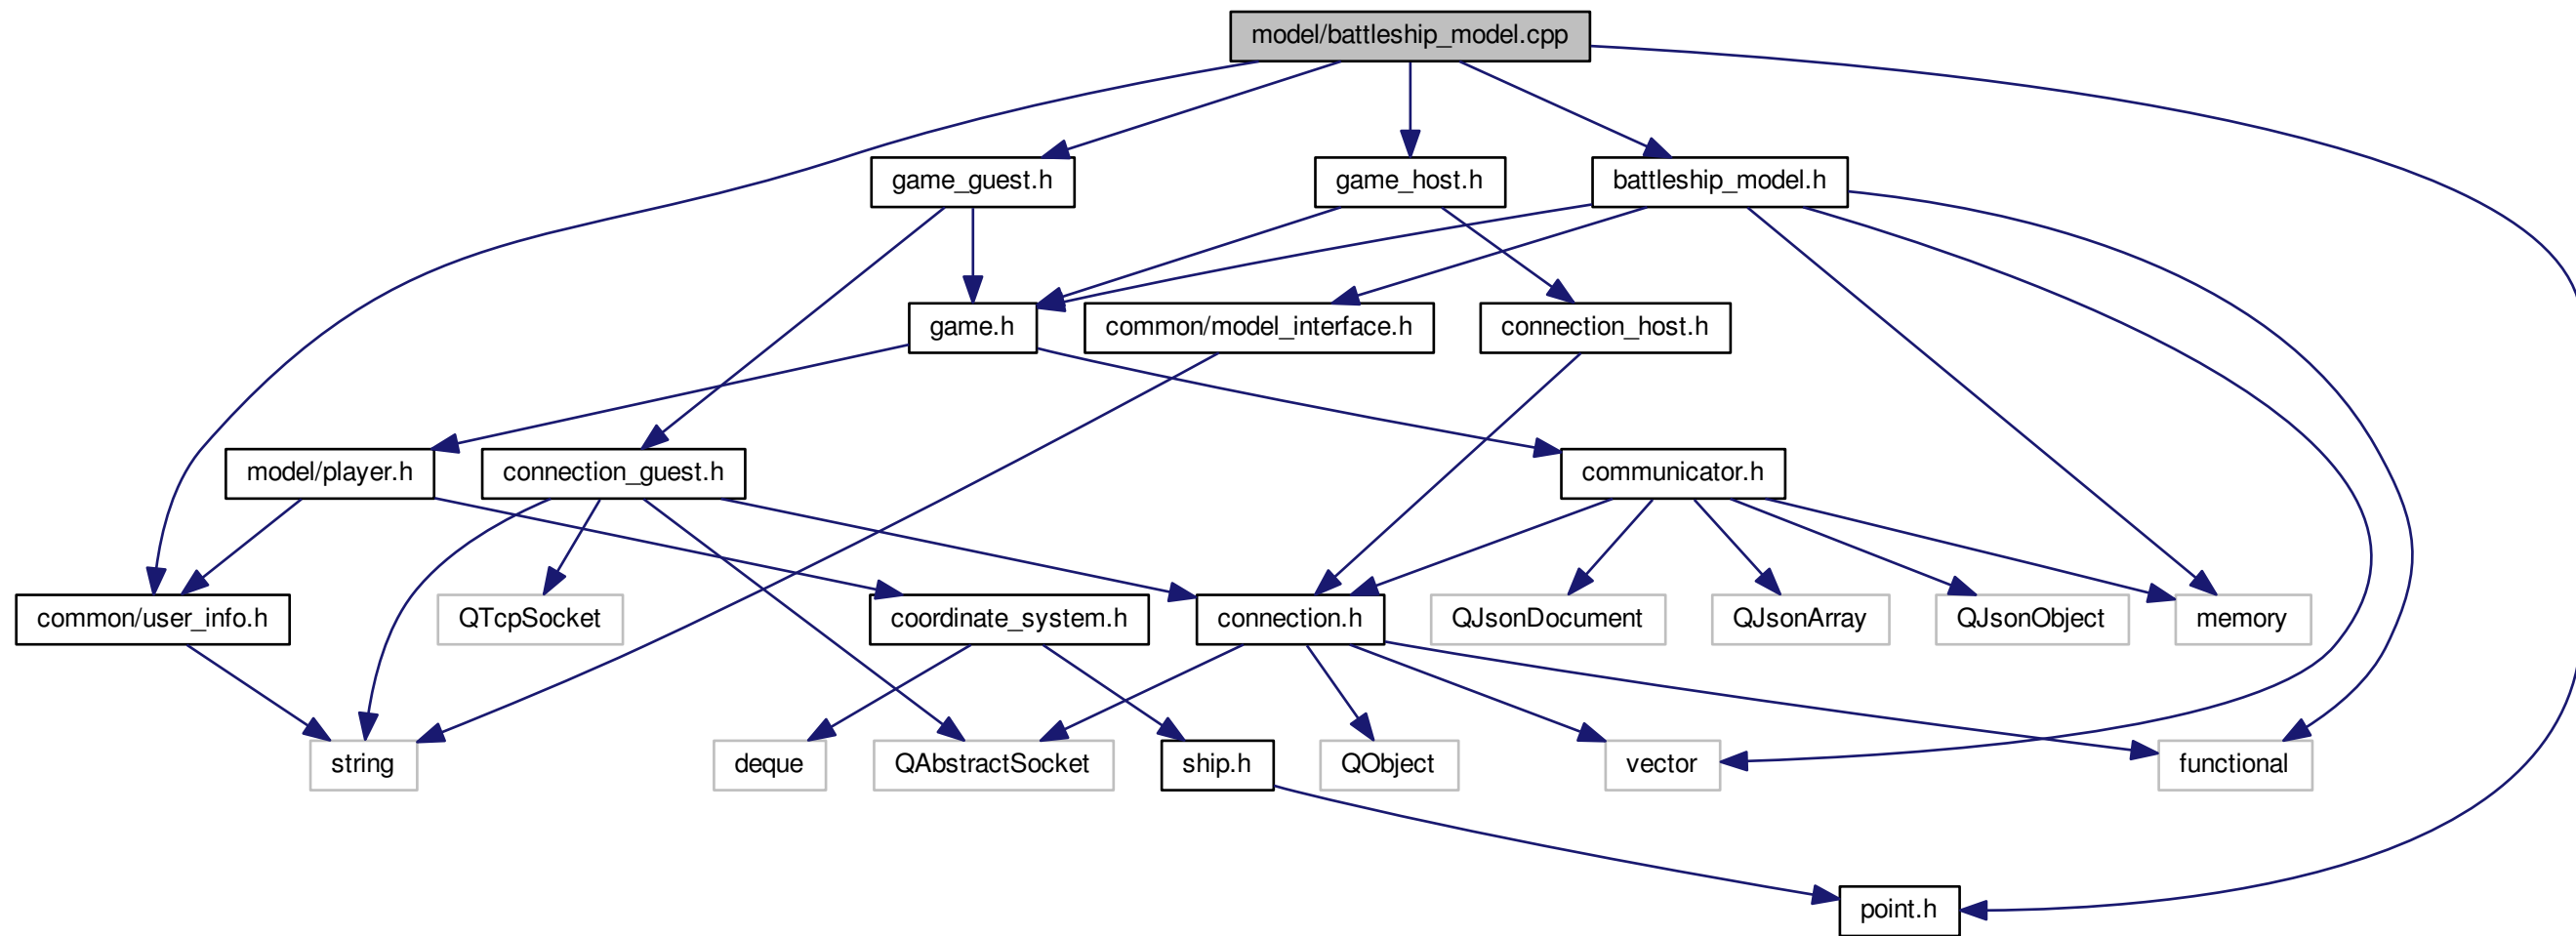 model/battleship_model.cpp
game_guest.h
game_host.h
battleship_model.h
game.h
common/model_interface.h
connection_host.h
model/player.h
connection_guest.h
communicator.h
common/user_info.h
QTcpSocket
coordinate_system.h
connection.h
QJsonDocument
QJsonArray
QJsonObject
memory
string
deque
QAbstractSocket
ship.h
QObject
vector
functional
point.h